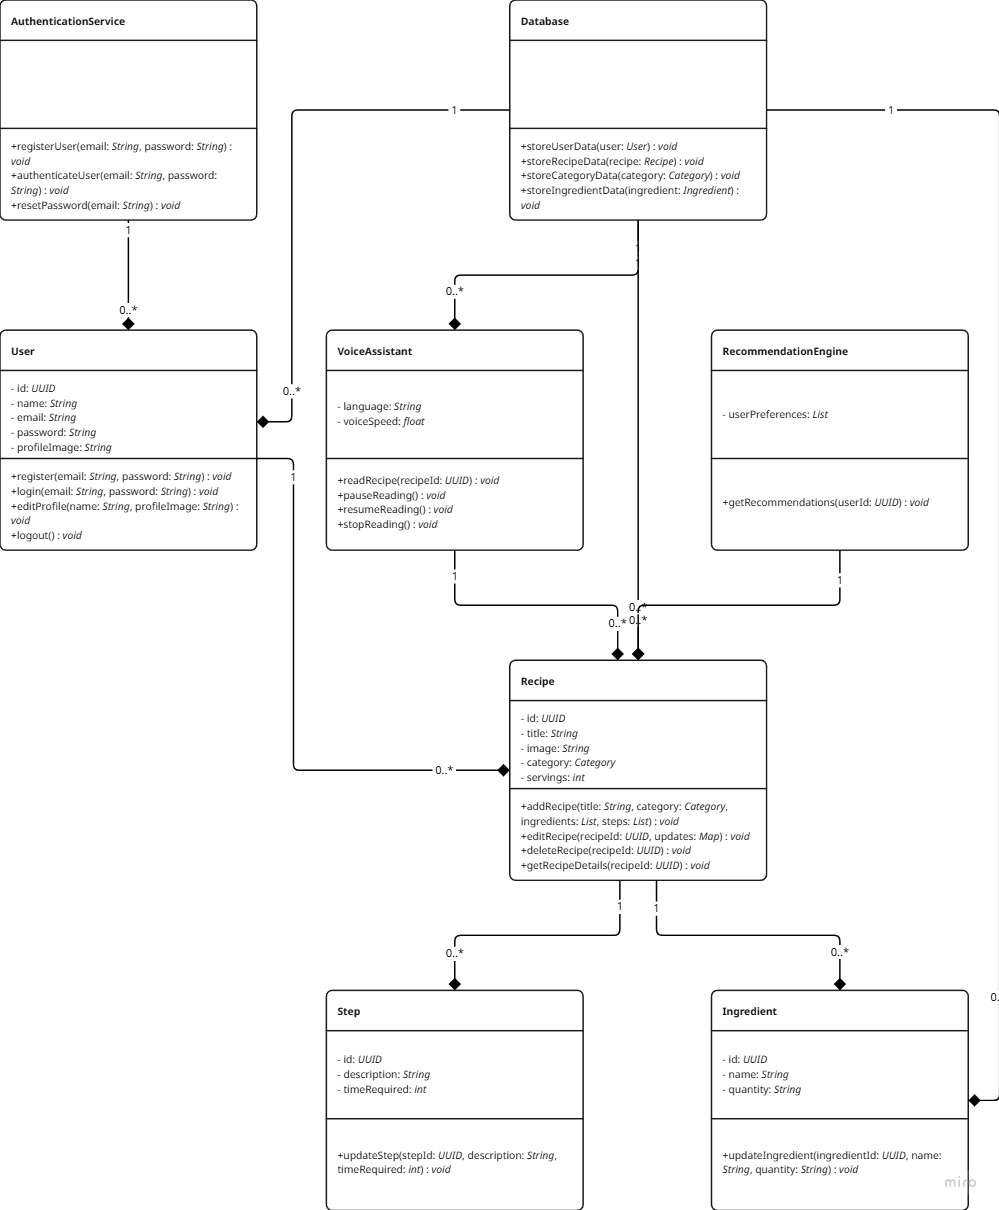 AuthenticationService
+registerUser(email: String, password: String) :
void
+authenticateUser(email: String, password:
String) : void
+resetPassword(email: String) : void
Database
+storeUserData(user: User) : void
+storeRecipeData(recipe: Recipe) : void
+storeCategoryData(category: Category) : void
+storeIngredientData(ingredient: Ingredient) :
void
1
1
1
1
1
0..*
0..*
User
- id: UUID
- name: String
- email: String
- password: String
- profileImage: String
+register(email: String, password: String) : void
+login(email: String, password: String) : void
+editProfile(name: String, profileImage: String) :
void
+logout() : void
0..*
1
VoiceAssistant
- language: String
- voiceSpeed: float
+readRecipe(recipeId: UUID) : void
+pauseReading() : void
+resumeReading() : void
+stopReading() : void
RecommendationEngine
- userPreferences: List
+getRecommendations(userId: UUID) : void
1
1
0..*
0..*
0..*
Recipe
- id: UUID
- title: String
- image: String
- category: Category
- servings: int
+addRecipe(title: String, category: Category,
ingredients: List, steps: List) : void
+editRecipe(recipeId: UUID, updates: Map) : void
+deleteRecipe(recipeId: UUID) : void
+getRecipeDetails(recipeId: UUID) : void
0..*
1
1
0..*
0..*
Step
- id: UUID
- description: String
- timeRequired: int
+updateStep(stepId: UUID, description: String,
timeRequired: int) : void
Ingredient
- id: UUID
- name: String
- quantity: String
+updateIngredient(ingredientId: UUID, name:
String, quantity: String) : void
0.
miro